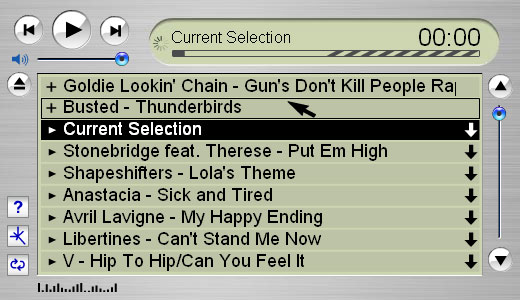 Current Selection 00:00
+ Goldie Lookin' Chain - Gun's Don't Kill People Rap
+ Busted - Thunderbirds
Current Selection
Stonebridge feat. Therese - Put Em High
Shapeshifters - Lola's Theme
Anastacia - Sick and Tired
Avril Lavigne - My Happy Ending
Libertines - Can't Stand Me Now
V - Hip To Hip/Can You Feel It
?